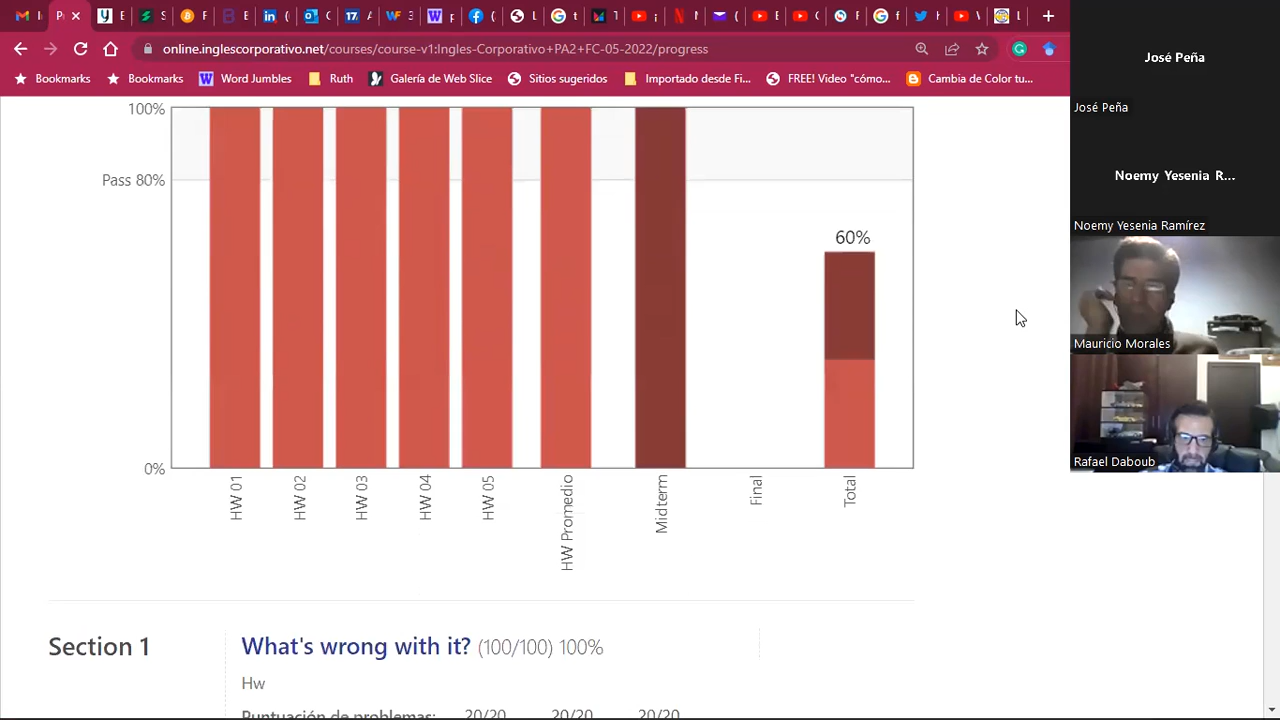 online.inglescorporativo.net/courses/course-v1:Ingles-Corporativo+PA2+FC-05-2022/progress
Bookmarks
Bookmarks
Word Jumbles
Ruth
Galería de Web Slice
Sitios sugeridos
Importado desde Fi...
FREE! Video "cómo...
Cambia de Color tu...
José Peña
José Peña
Noemy Yesenia R...
Noemy Yesenia Ramírez
Mauricio Morales
Rafael Daboub
100%
Pass 80%
0%
60%
HW 01
HW 02
HW 03
HW 04
HW 05
HW Promedio
Midterm
Final
Total
Section 1
What's wrong with it? (100/100) 100%
Hw
Puntuación de problemas: 20/20 20/20 20/20